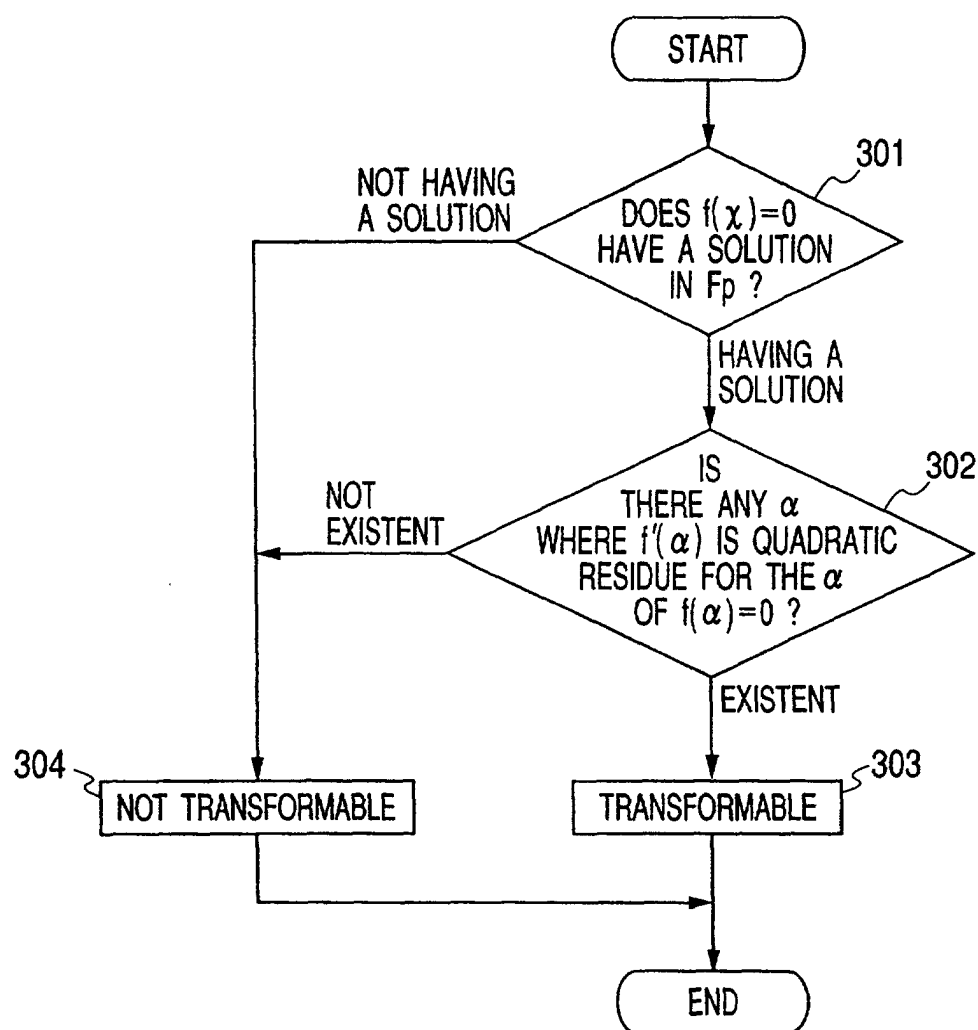 START
301
NOT HAVING
A SOLUTION
DOES f(χ)=0
HAVE A SOLUTION
IN Fp ?
HAVING A
SOLUTION
302
NOT
EXISTENT
IS
THERE ANY α
WHERE f'(α) IS QUADRATIC
RESIDUE FOR THE α
OF f(α)=0 ?
EXISTENT
304
NOT TRANSFORMABLE
303
TRANSFORMABLE
END